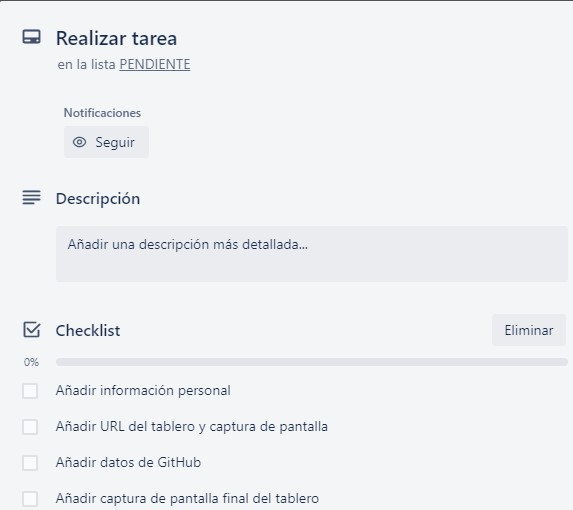 Realizar tarea
en la lista PENDIENTE
Notificaciones
Seguir
Descripción
Añadir una descripción más detallada...
Checklist
Eliminar
0%
Añadir información personal
Añadir URL del tablero y captura de pantalla
Añadir datos de GitHub
Añadir captura de pantalla final del tablero